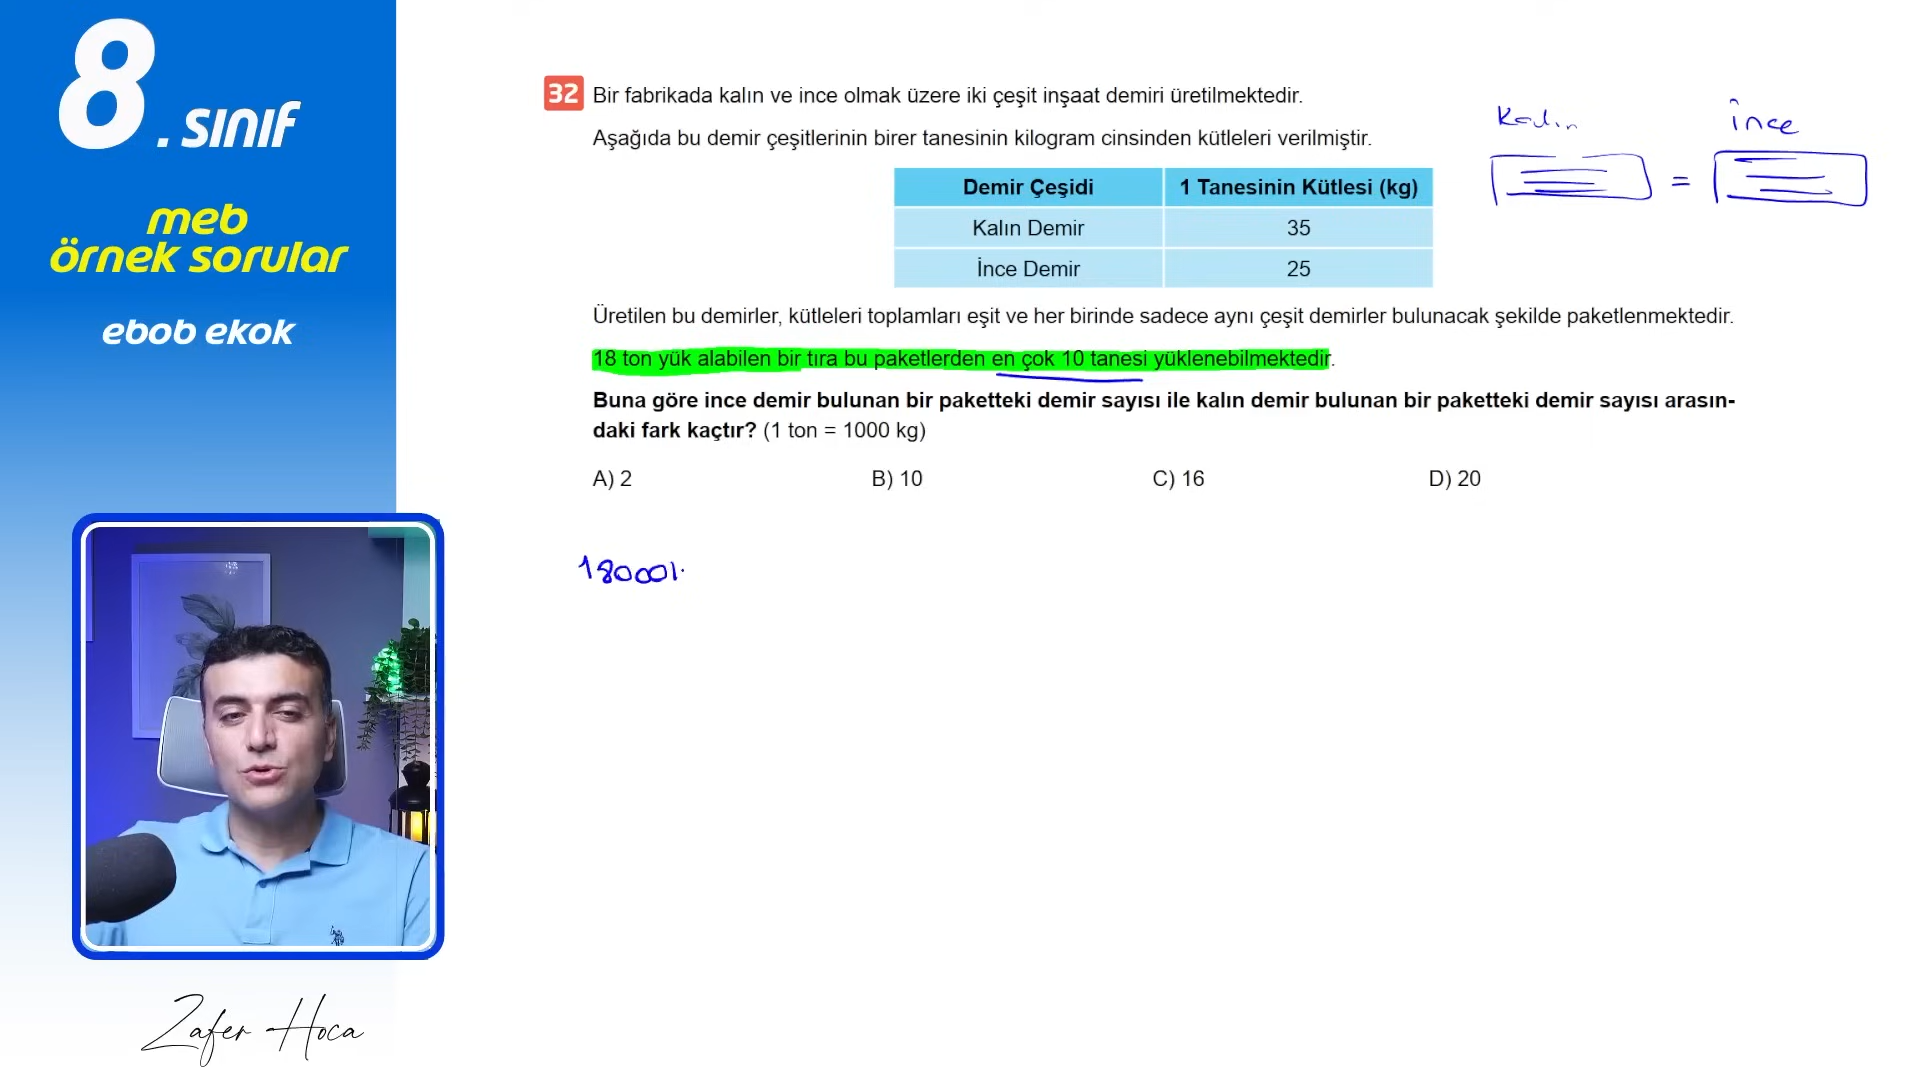 8. SINIF
meb
örnek sorular
ebob ekok
32 Bir fabrikada kalın ve ince olmak üzere iki çeşit inşaat demiri üretilmektedir.
Aşağıda bu demir çeşitlerinin birer tanesinin kilogram cinsinden kütleleri verilmiştir.
Kalın İnce
=
Demir Çeşidi 1 Tanesinin Kütlesi (kg)
Kalın Demir 35
İnce Demir 25
Üretilen bu demirler, kütleleri toplamları eşit ve her birinde sadece aynı çeşit demirler bulunacak şekilde paketlenmektedir.
18 ton yük alabilen bir tıra bu paketlerden en çok 10 tanesi yüklenebilmektedir.
Buna göre ince demir bulunan bir paketteki demir sayısı ile kalın demir bulunan bir paketteki demir sayısı arasın-
daki fark kaçtır? (1 ton = 1000 kg)
A) 2 B) 10 C) 16 D) 20
18000
Zafer Hoca